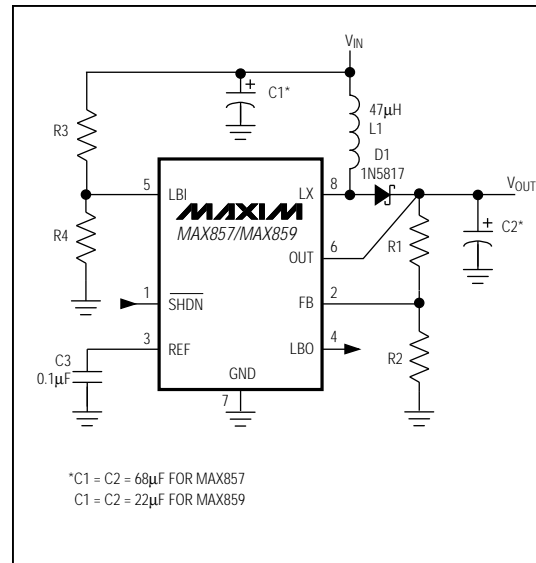 VIN
C1*
+
47µH
L1
R3
D1
1N5817
5
LBI
LX
8
VOUT
MAXIM
MAX857/MAX859
R4
OUT
6
R1
+
C2*
1
SHDN
FB
2
3
REF
LBO
4
C3
0.1µF
R2
GND
7
*C1 = C2 = 68µF FOR MAX857
C1 = C2 = 22µF FOR MAX859